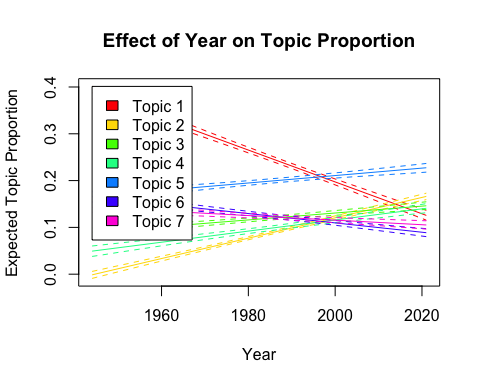 Effect of Year on Topic Proportion
Expected Topic Proportion
0.4
0.3
0.2
0.1
0.0
Topic 1
Topic 2
Topic 3
Topic 4
Topic 5
Topic 6
Topic 7
1960 1980 2000 2020
Year